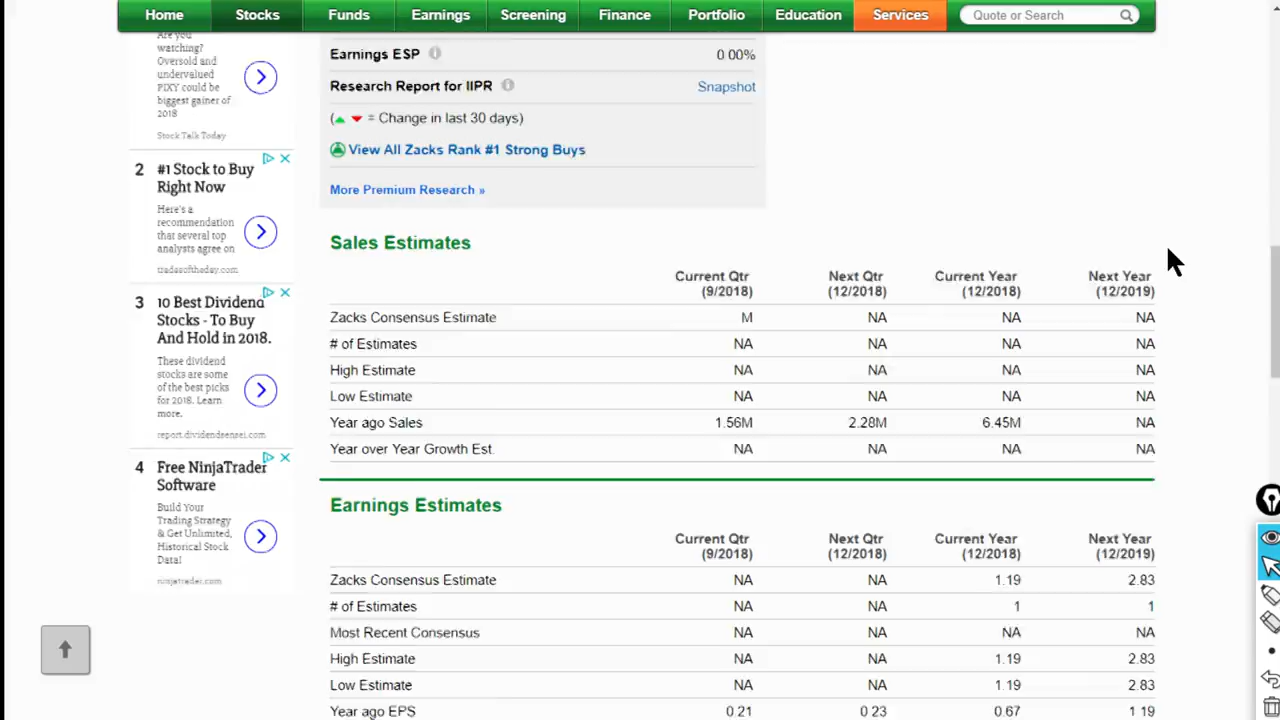 Home Stocks Funds Earnings Screening Finance Portfolio Education Services Quote or Search
Are you
watching?
Oversold and
undervalued
PIXY could be
biggest gainer of
2018
Stock Talk Today
2 #1 Stock to Buy
Right Now
Here's a
recommendation
that several top
analysts agree on
tradesoftheday.com
3 10 Best Dividend
Stocks - To Buy
And Hold in 2018.
These dividend
stocks are some
of the best picks
for 2018. Learn
more.
report.dividendsensei.com
4 Free NinjaTrader
Software
Build Your
Trading Strategy
& Get Unlimited,
Historical Stock
Data!
ninjatrader.com
Earnings ESP 0.00%
Research Report for IIPR Snapshot
( = Change in last 30 days)
View All Zacks Rank #1 Strong Buys
More Premium Research »
Sales Estimates
Current Qtr Next Qtr Current Year Next Year
(9/2018) (12/2018) (12/2018) (12/2019)
Zacks Consensus Estimate M NA NA NA
# of Estimates NA NA NA NA
High Estimate NA NA NA NA
Low Estimate NA NA NA NA
Year ago Sales 1.56M 2.28M 6.45M NA
Year over Year Growth Est. NA NA NA NA
Earnings Estimates
Current Qtr Next Qtr Current Year Next Year
(9/2018) (12/2018) (12/2018) (12/2019)
Zacks Consensus Estimate NA NA 1.19 2.83
# of Estimates NA NA 1 1
Most Recent Consensus NA NA NA NA
High Estimate NA NA 1.19 2.83
Low Estimate NA NA 1.19 2.83
Year ago EPS 0.21 0.23 0.67 1.19